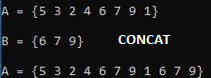 A = {5 3 2 4 6 7 9 1}
B = {6 7 9}
CONCAT
A = {5 3 2 4 6 7 9 1 6 7 9}